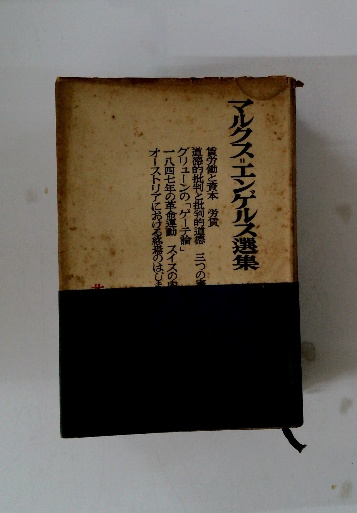 マルクス=エンゲルス選集
賃労働と資本 労賃
道徳的批判と批判的道徳 三つの
グリューンの「ゲーテ論」
一八四七年の革命運動 スイスの内
オーストリアにおける終焉のはじま